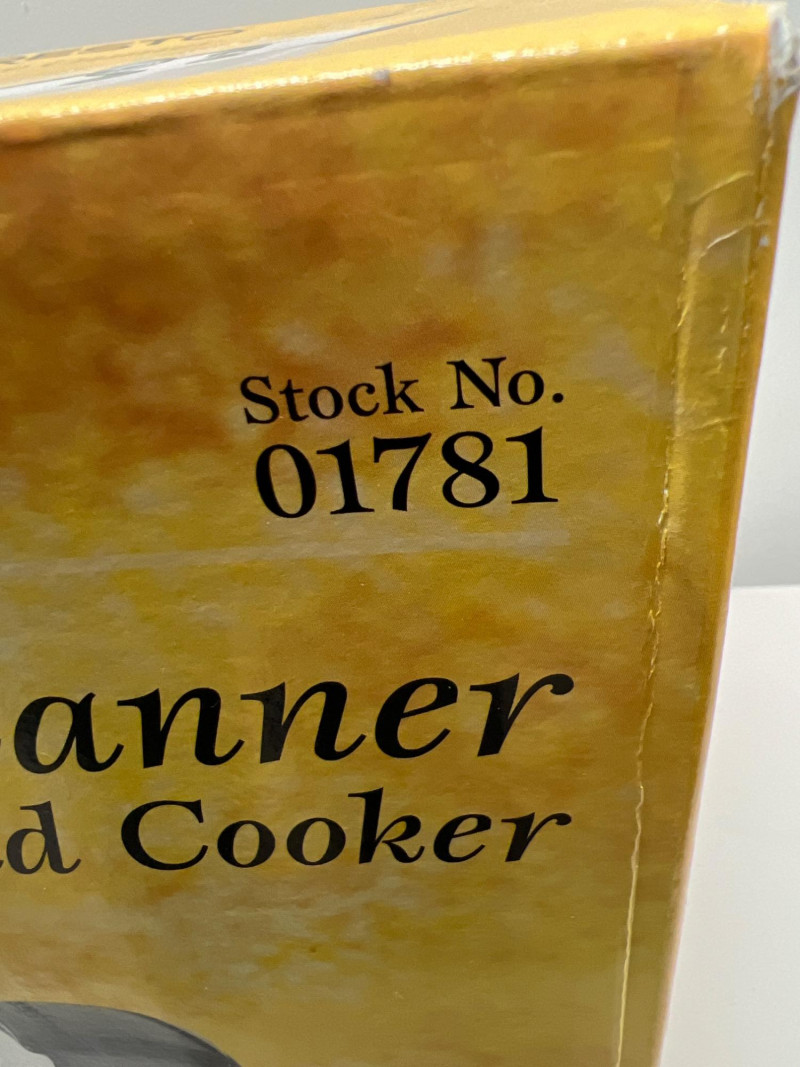 Stock No.
01781
anner
d Cooker